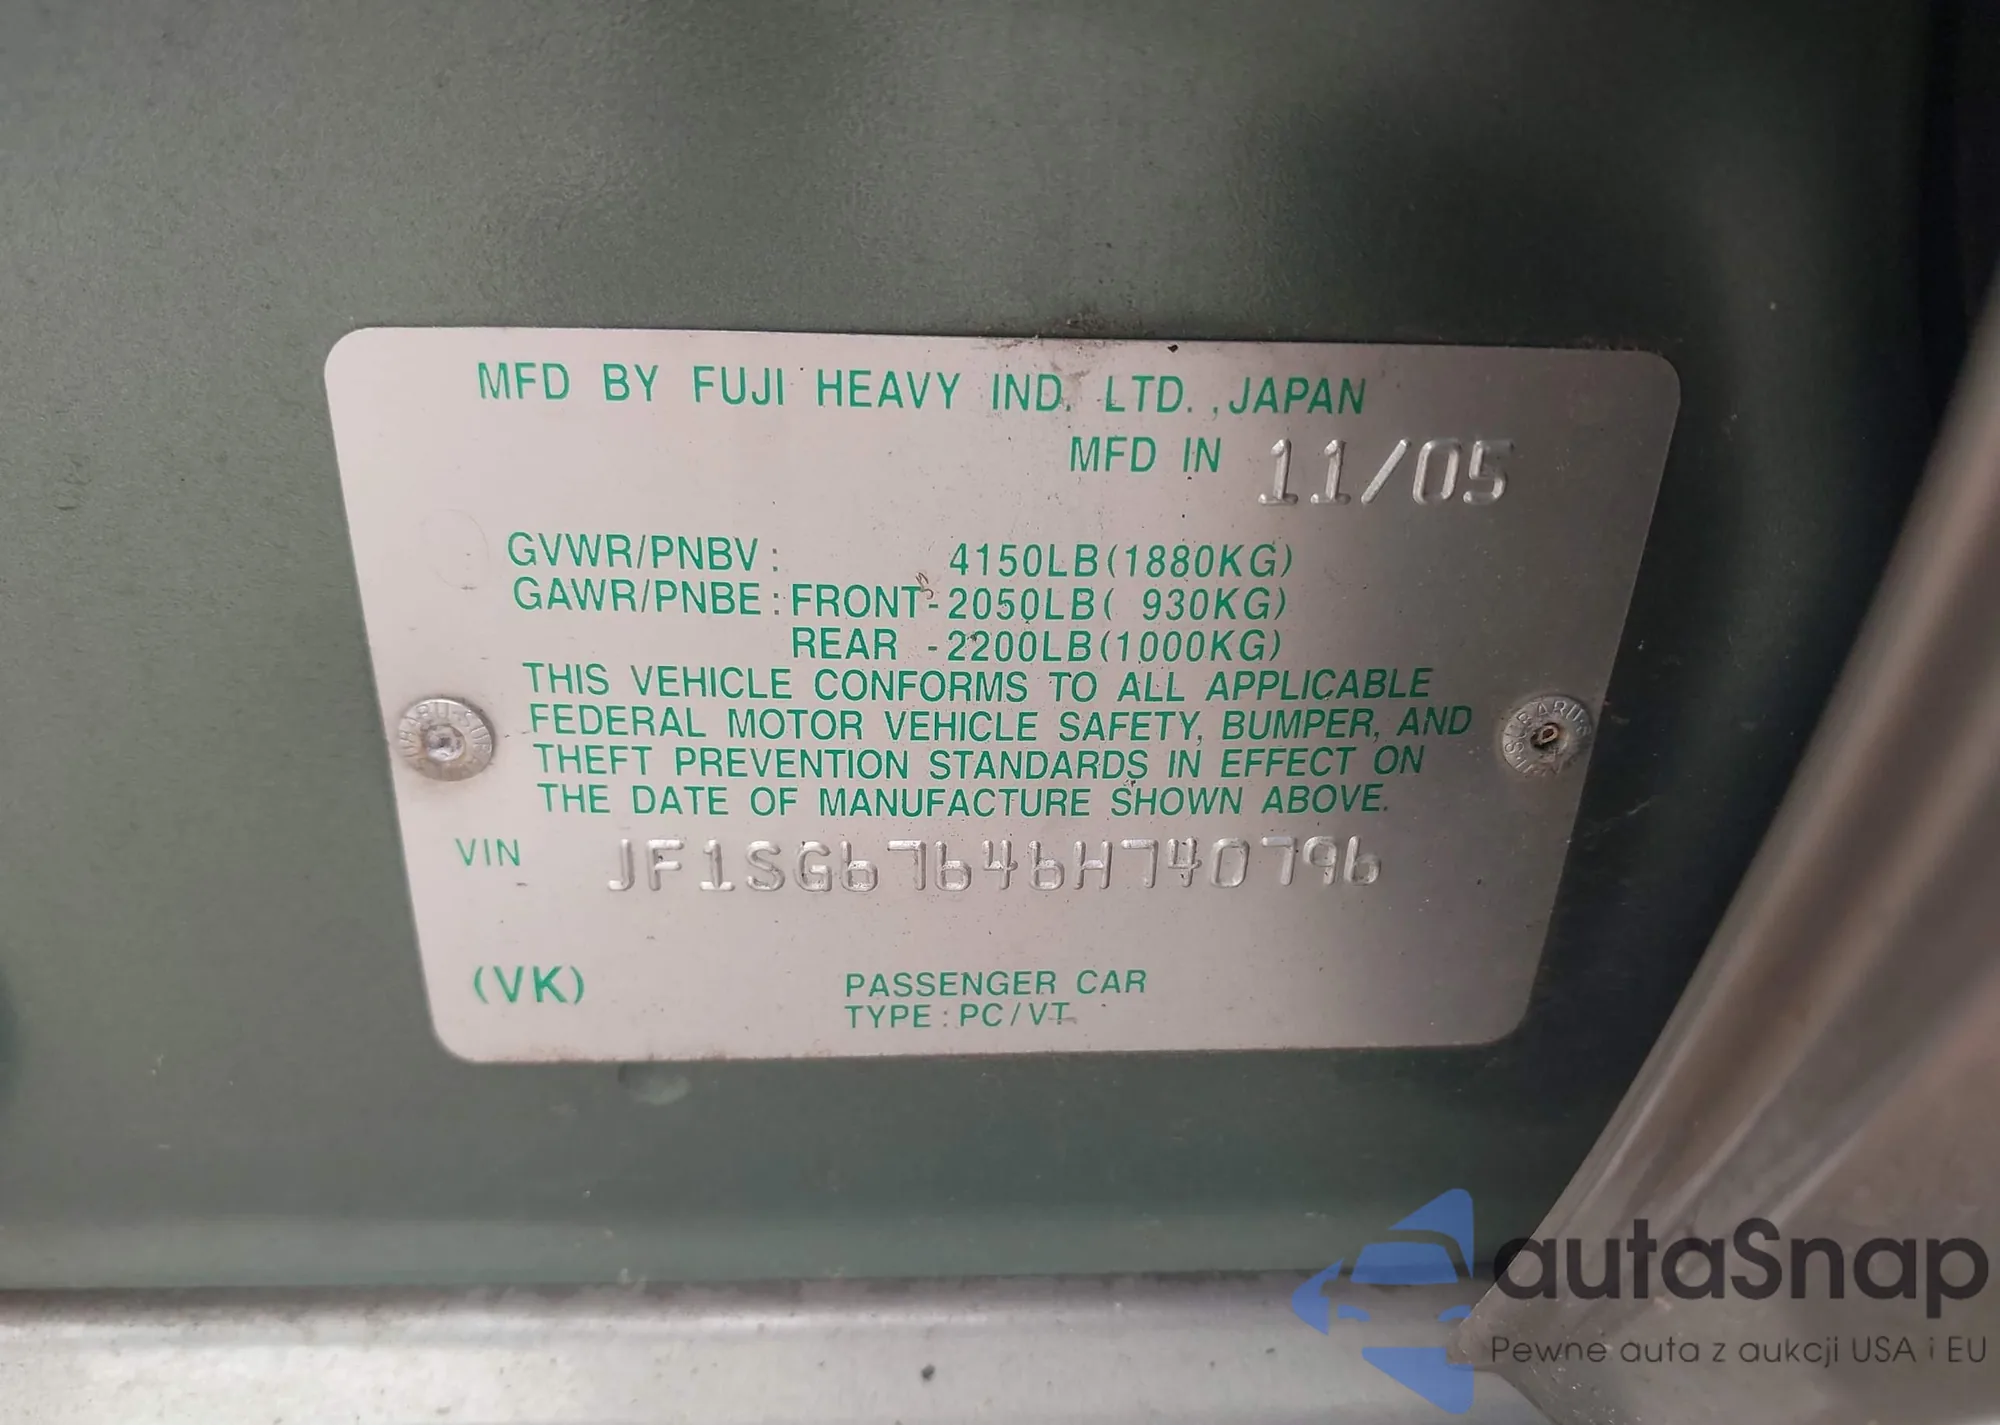 MFD BY FUJI HEAVY IND. LTD. ,JAPAN
MFD IN 11/05
GVWR/PNBV: 4150LB(1880KG)
GAWR/PNBE: FRONT-2050LB( 930KG)
REAR -2200LB(1000KG)
THIS VEHICLE CONFORMS TO ALL APPLICABLE
FEDERAL MOTOR VEHICLE SAFETY, BUMPER, AND
THEFT PREVENTION STANDARDS IN EFFECT ON
THE DATE OF MANUFACTURE SHOWN ABOVE.
VIN JF1SG67646H740796
(VK) PASSENGER CAR
TYPE: PC/VT
autaSnap
Pewne auta z aukcji USA i EU